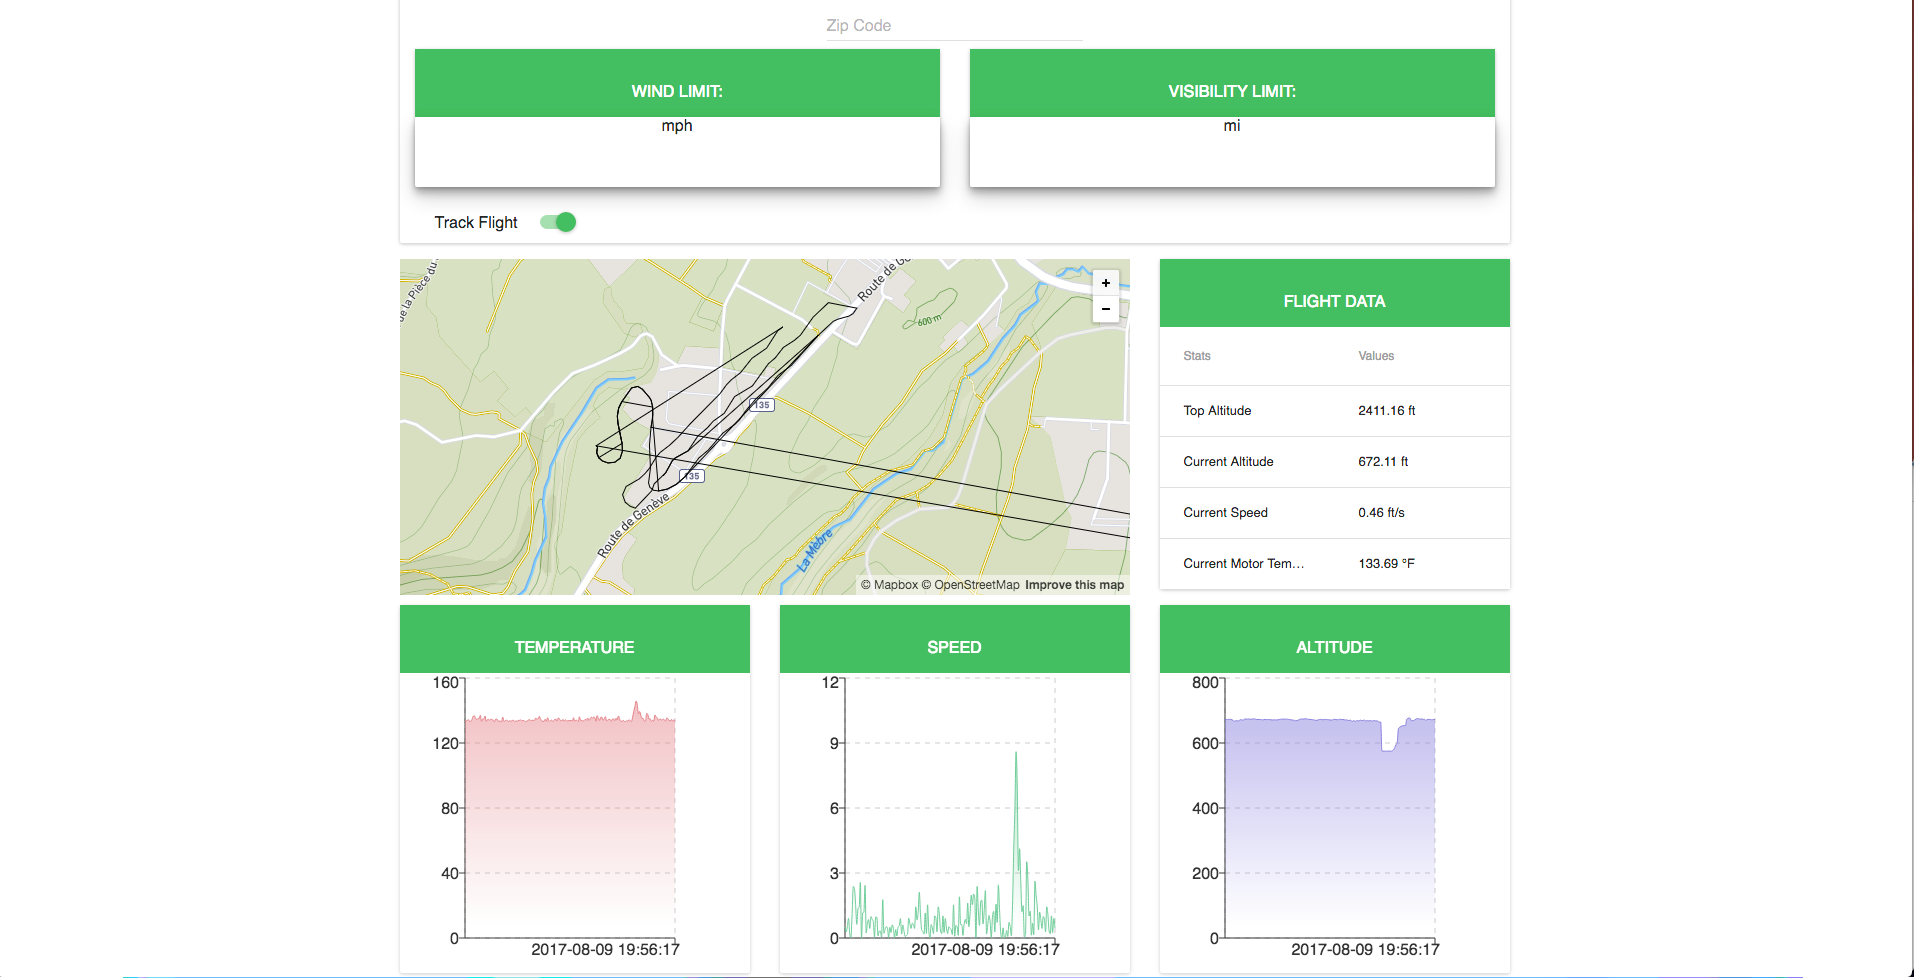 Zip Code
WIND LIMIT:
mph
VISIBILITY LIMIT:
mi
Track Flight
de la Pièce du
Route de Ge
600 m
135
135
Route de Genève
La Mèbre
+
−
© Mapbox © OpenStreetMap Improve this map
FLIGHT DATA
Stats Values
Top Altitude 2411.16 ft
Current Altitude 672.11 ft
Current Speed 0.46 ft/s
Current Motor Tem... 133.69 °F
TEMPERATURE
160
120
80
40
0
2017-08-09 19:56:17
SPEED
12
9
6
3
0
2017-08-09 19:56:17
ALTITUDE
800
600
400
200
0
2017-08-09 19:56:17